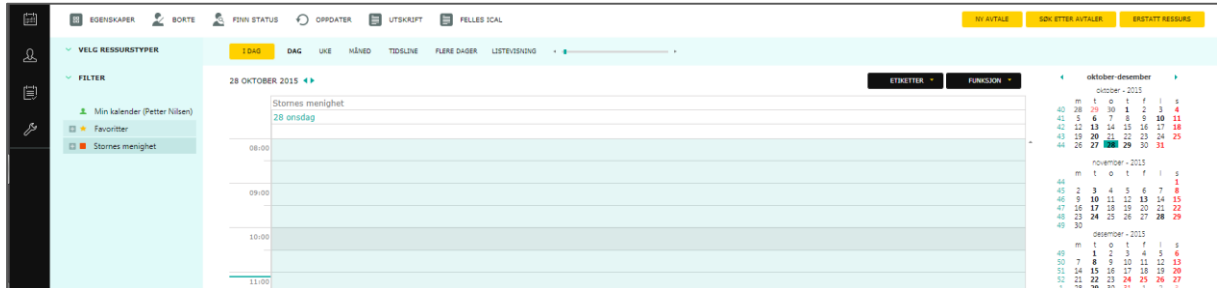 EGENSKAPER BORTE FINN STATUS OPPDATER UTSKRIFT FELLES ICAL NY AVTALE SØK ETTER AVTALER ERSTATT RESSURS
VELG RESSURSTYPER
I DAG DAG UKE MÅNED TIDSLINE FLERE DAGER LISTEVISNING
FILTER
Min kalender (Petter Nilsen)
Favoritter
Stornes menighet
28 OKTOBER 2015
ETIKETTER FUNKSJON
Stornes menighet
28 onsdag
08:00
09:00
10:00
11:00
oktober-desember
oktober - 2015
m t o t f l s
40 28 29 30 1 2 3 4
41 5 6 7 8 9 10 11
42 12 13 14 15 16 17 18
43 19 20 21 22 23 24 25
44 26 27 28 29 30 31
november - 2015
m t o t f l s
44 1
45 2 3 4 5 6 7 8
46 9 10 11 12 13 14 15
47 16 17 18 19 20 21 22
48 23 24 25 26 27 28 29
49 30
desember - 2015
m t o t f l s
49 1 2 3 4 5 6
50 7 8 9 10 11 12 13
51 14 15 16 17 18 19 20
52 21 22 23 24 25 26 27